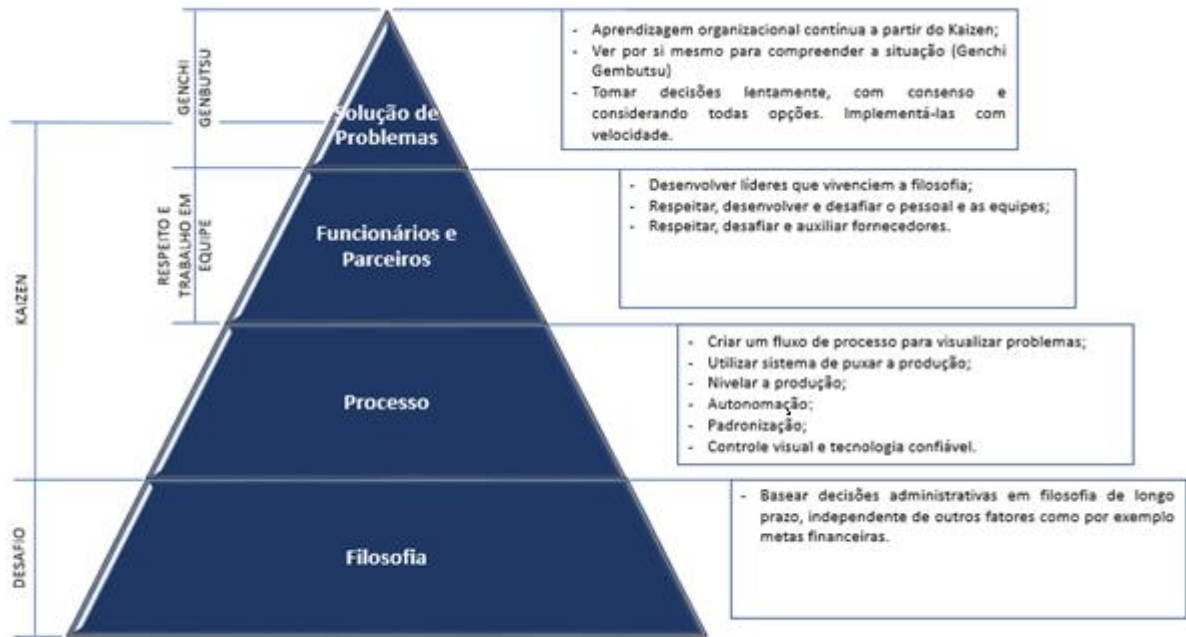 GENCHI
GENBUTSU
KAIZEN
RESPEITO E
TRABALHO EM
EQUIPE
DESAFIO
Solução de
Problemas
- Aprendizagem organizacional contínua a partir do Kaizen;
- Ver por si mesmo para compreender a situação (Genchi
Gembutsu)
- Tomar decisões lentamente, com consenso e
considerando todas opções. Implementá-las com
velocidade.
Funcionários e
Parceiros
- Desenvolver líderes que vivenciem a filosofia;
- Respeitar, desenvolver e desafiar o pessoal e as equipes;
- Respeitar, desafiar e auxiliar fornecedores.
Processo
- Criar um fluxo de processo para visualizar problemas;
- Utilizar sistema de puxar a produção;
- Nivelar a produção;
- Autonomação;
- Padronização;
- Controle visual e tecnologia confiável.
Filosofia
- Basear decisões administrativas em filosofia de longo
prazo, independente de outros fatores como por exemplo
metas financeiras.